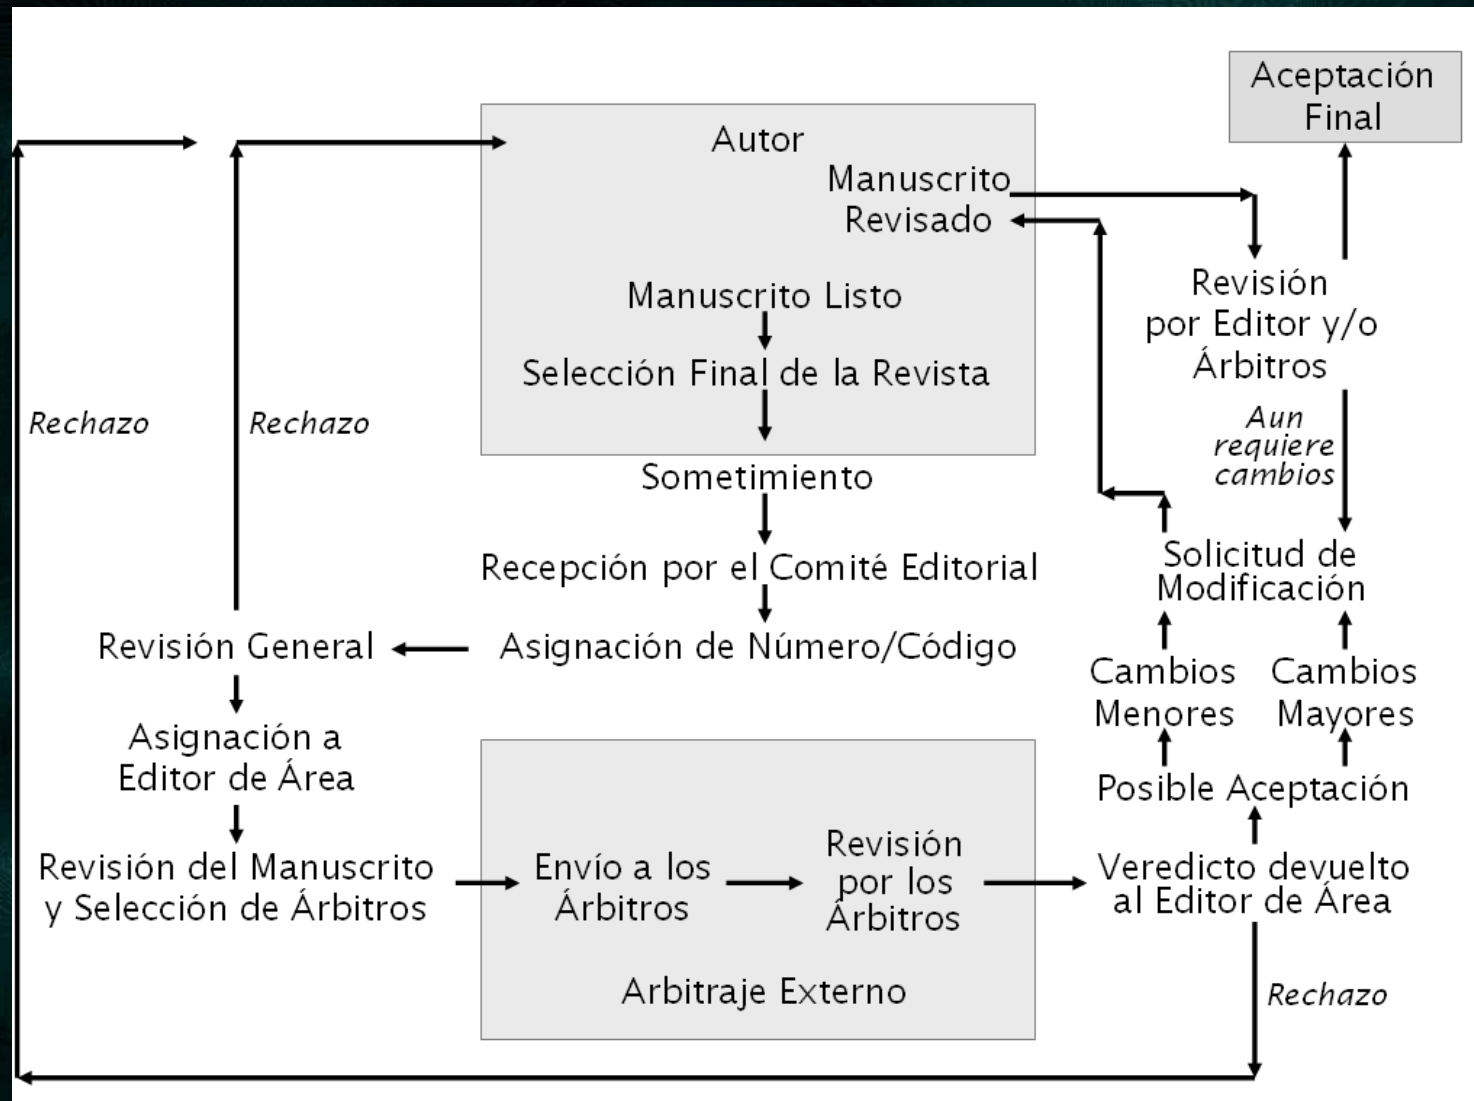 Aceptación
Final
Autor
Manuscrito
Revisado
Manuscrito Listo
Selección Final de la Revista
Revisión
por Editor y/o
Árbitros
Rechazo
Rechazo
Aun
requiere
cambios
Sometimiento
Recepción por el Comité Editorial
Asignación de Número/Código
Revisión General
Solicitud de
Modificación
Cambios
Menores
Cambios
Mayores
Asignación a
Editor de Área
Posible Aceptación
Revisión del Manuscrito
y Selección de Árbitros
Envío a los
Árbitros
Revisión
por los
Árbitros
Veredicto devuelto
al Editor de Área
Arbitraje Externo
Rechazo